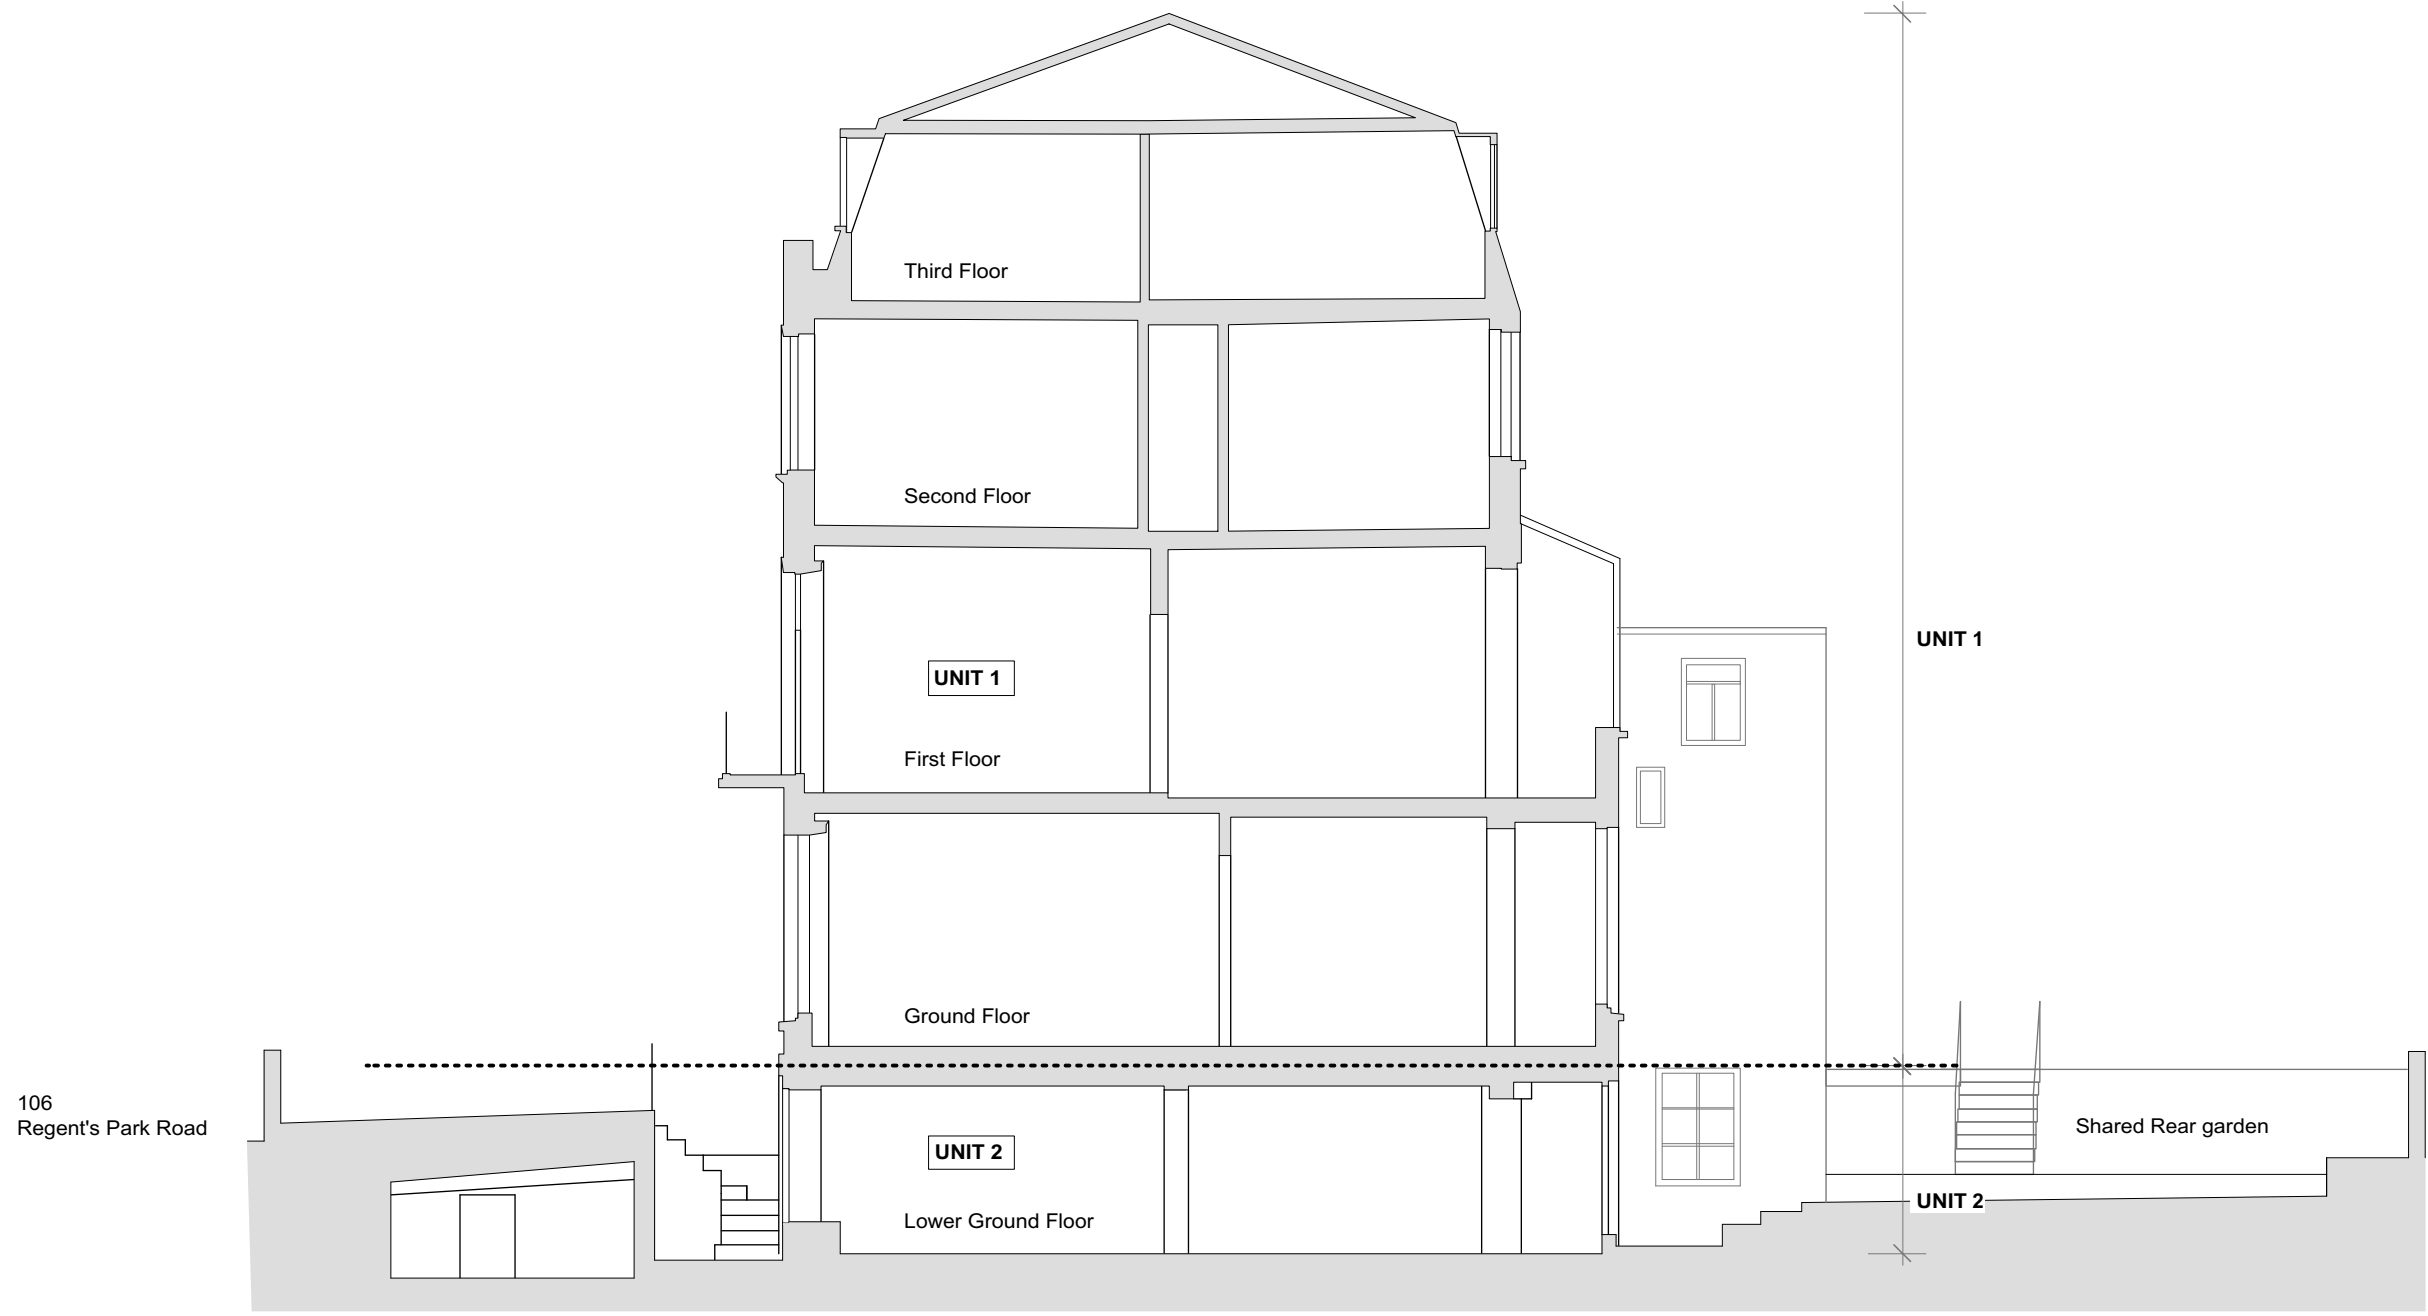 Third Floor
Second Floor
UNIT 1
UNIT 1
First Floor
Ground Floor
106
Regent's Park Road
Shared Rear garden
UNIT 2
UNIT 2
Lower Ground Floor